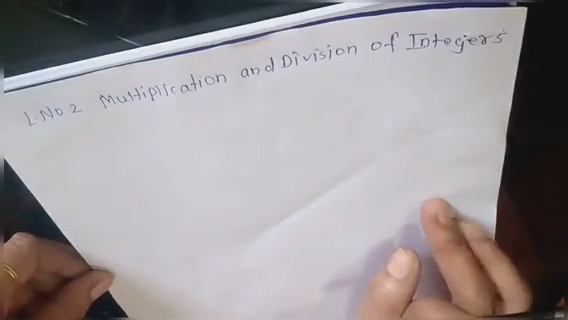 L.No 2 Multiplication and Division of Integers